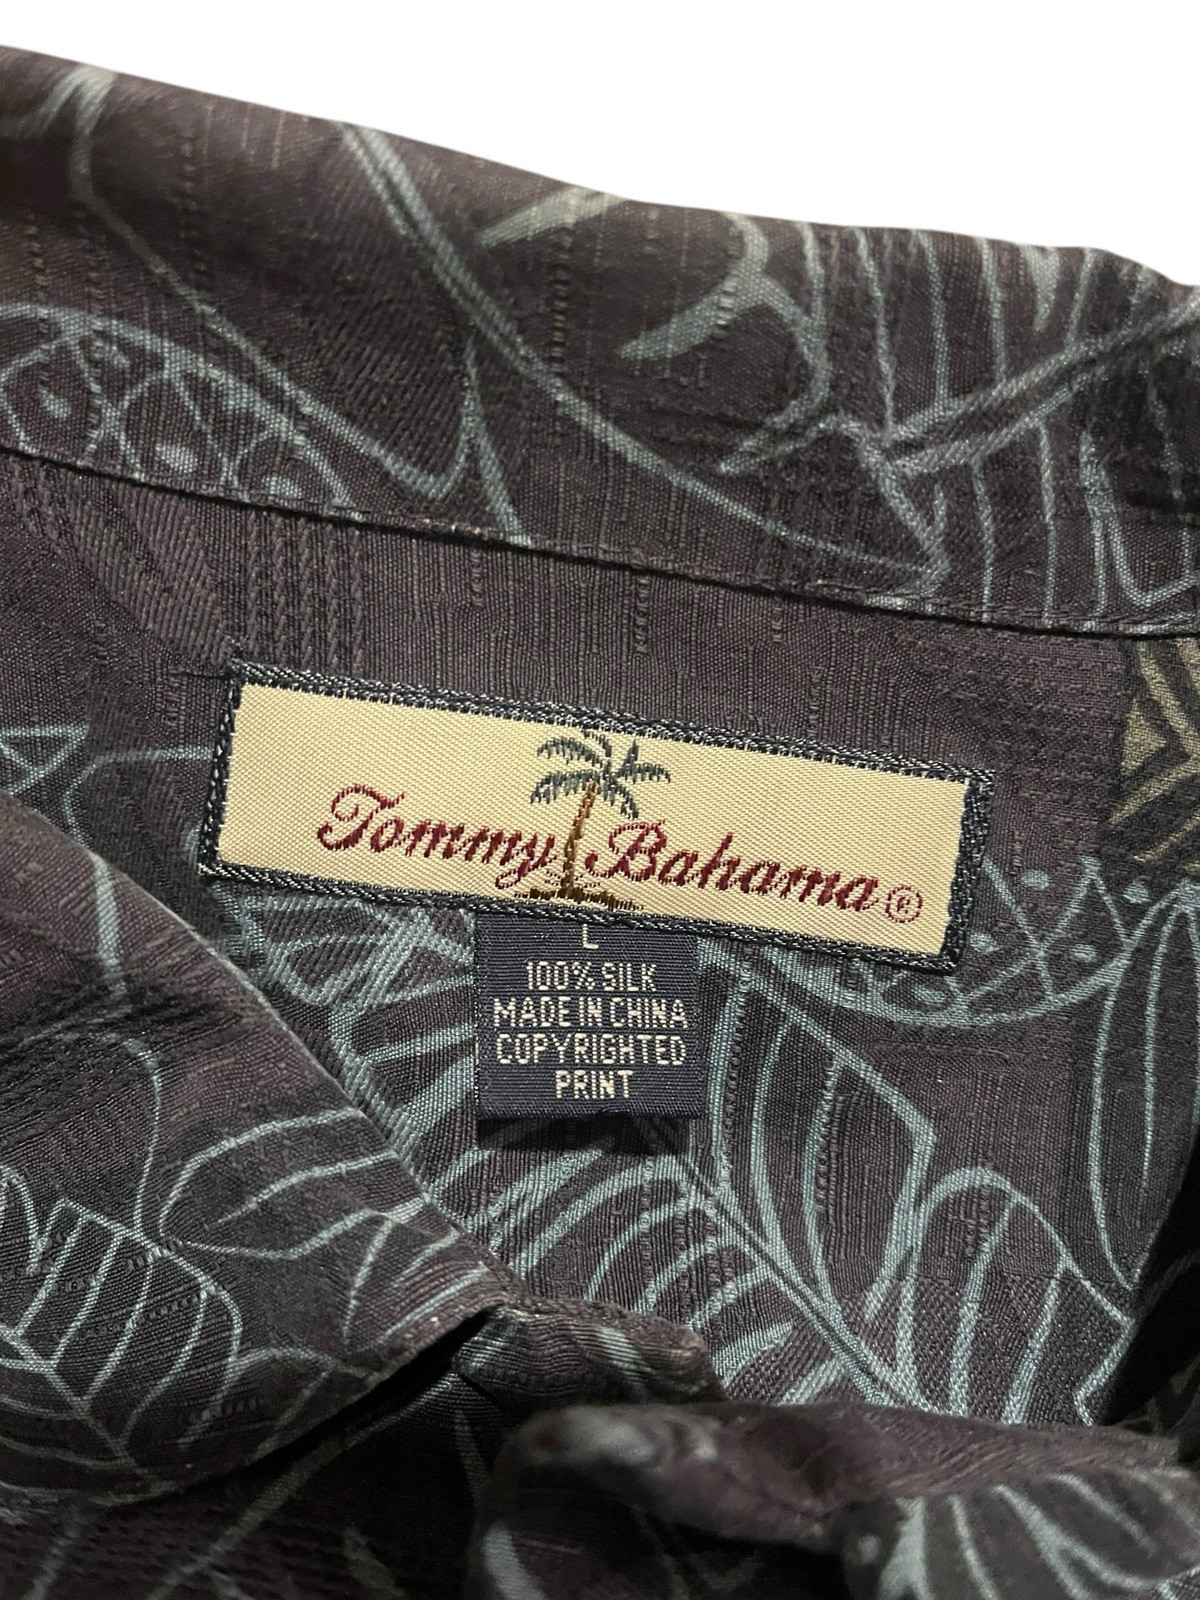 Tommy Bahama®
L
100% SILK
MADE IN CHINA
COPYRIGHTED
PRINT